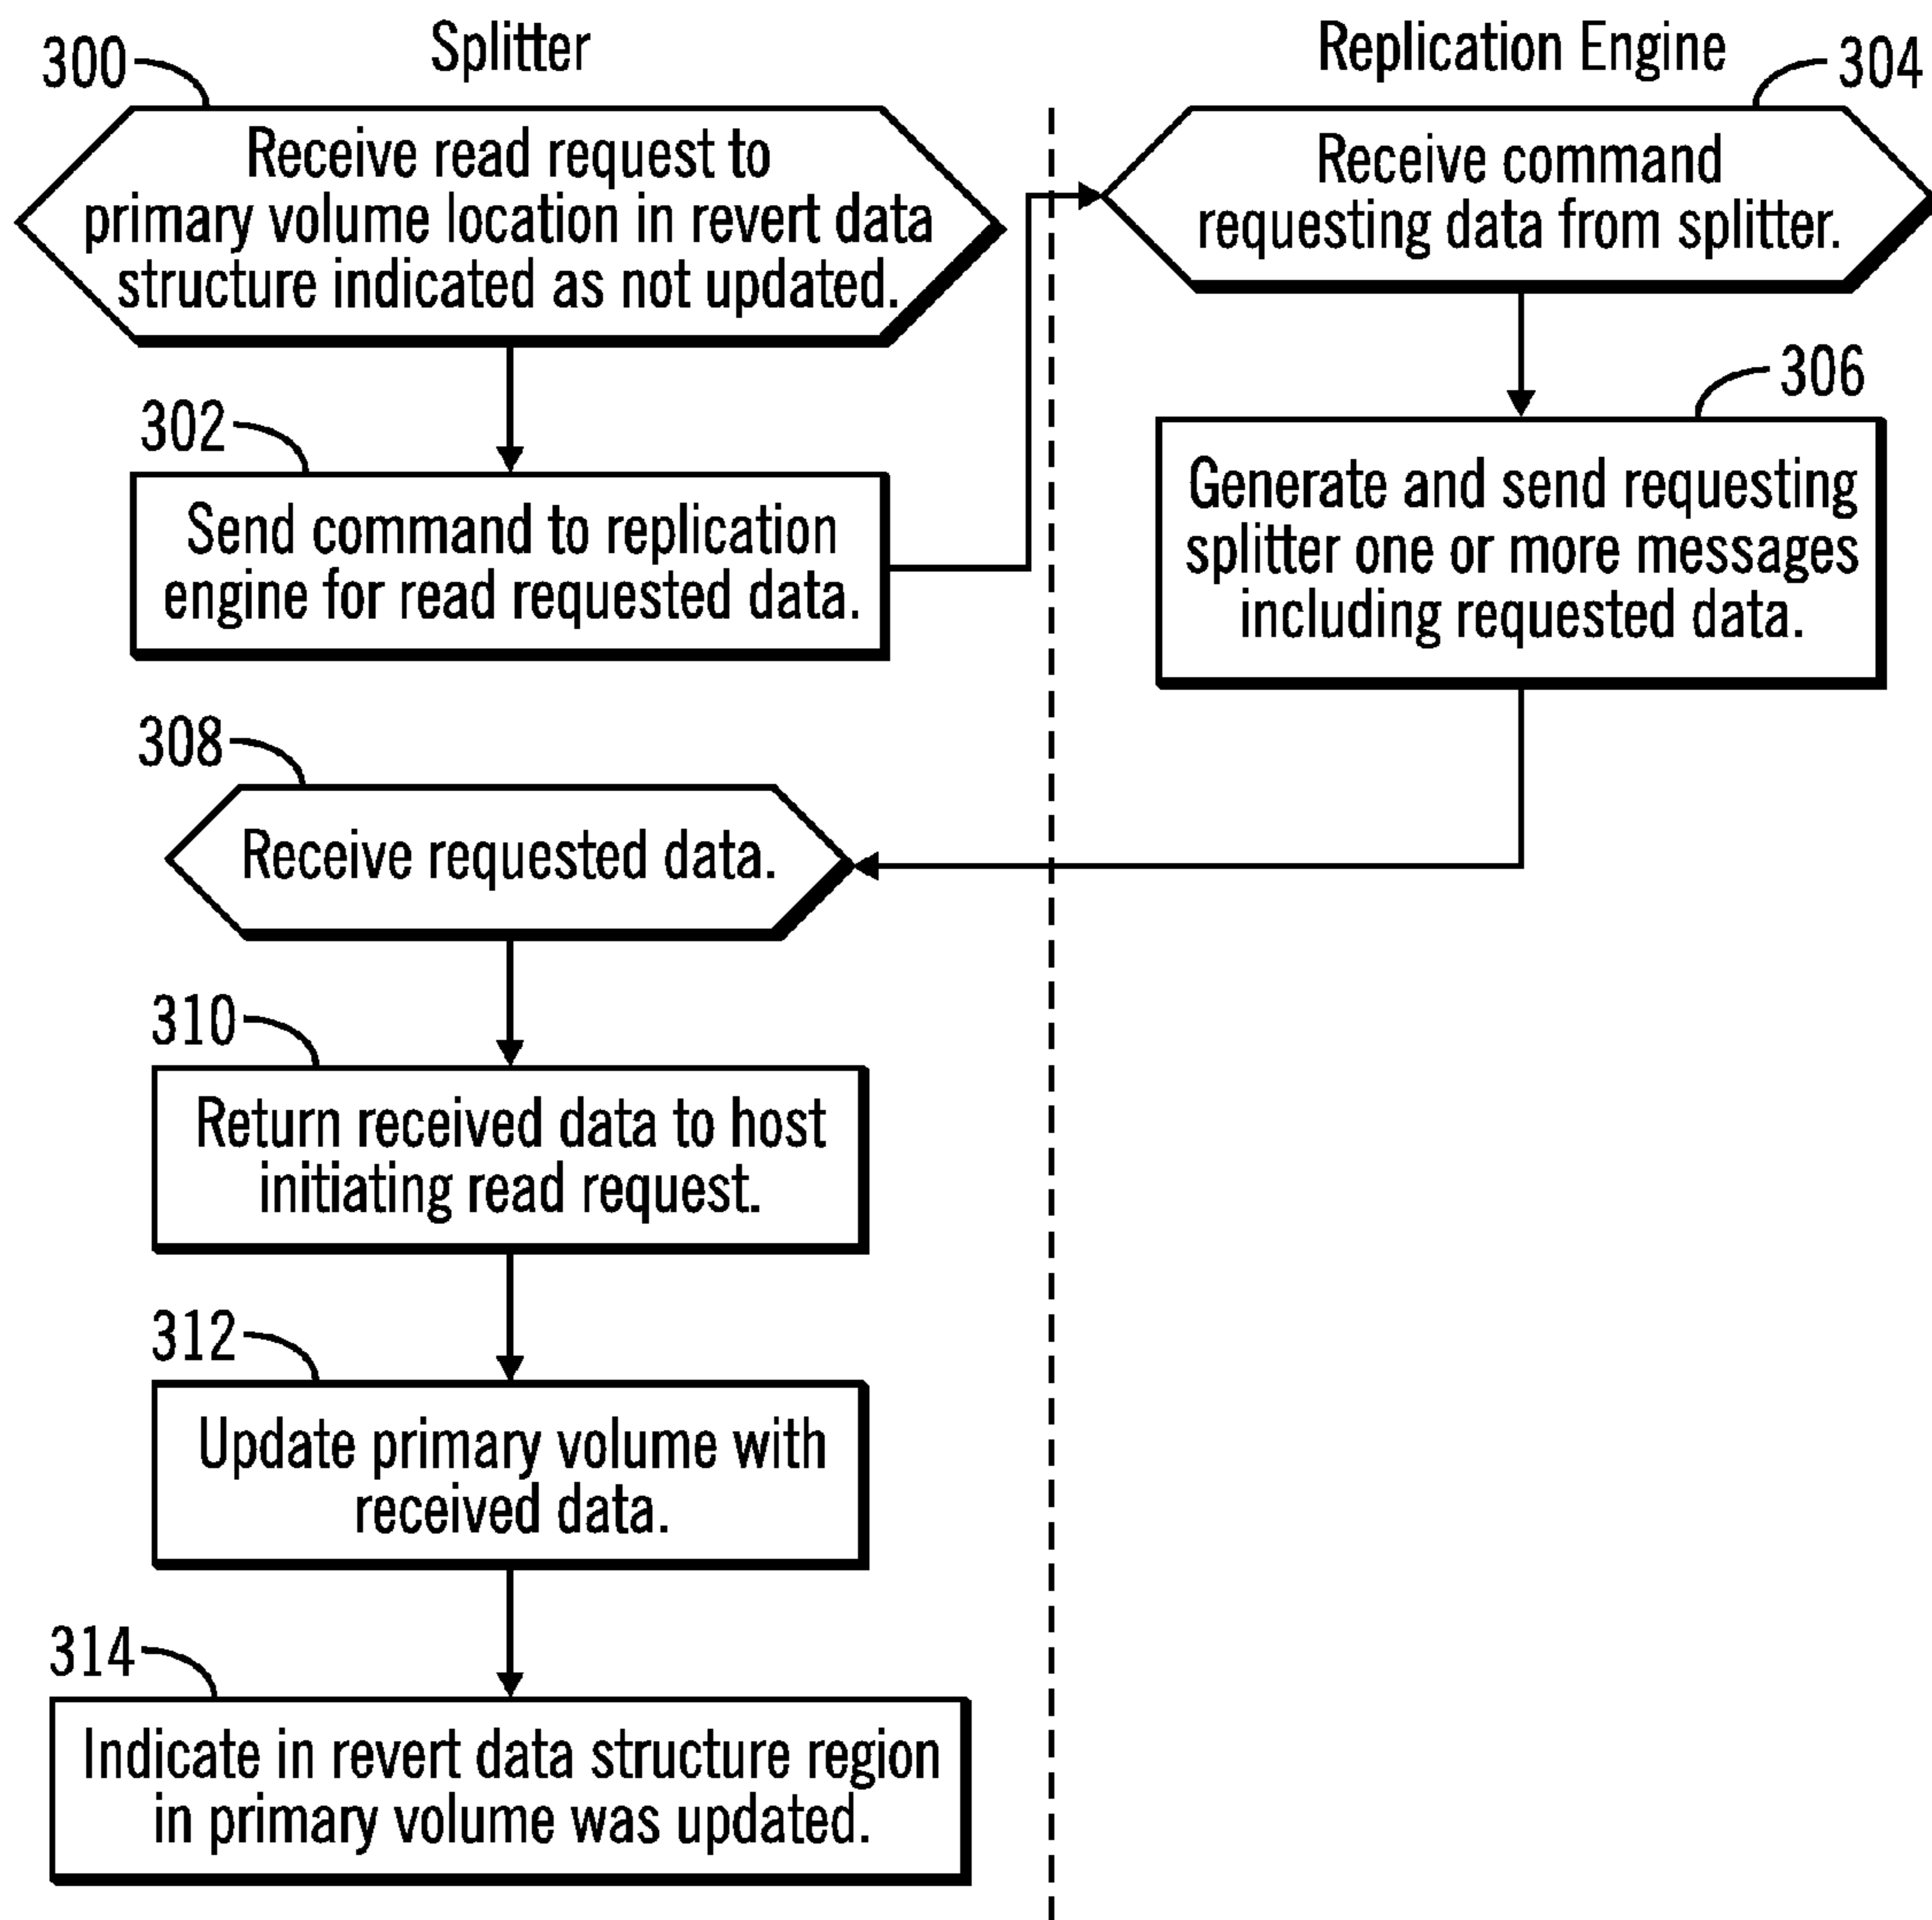 Splitter
Replication Engine
300
Receive read request to
primary volume location in revert data
structure indicated as not updated.
302
Send command to replication
engine for read requested data.
304
Receive command
requesting data from splitter.
306
Generate and send requesting
splitter one or more messages
including requested data.
308
Receive requested data.
310
Return received data to host
initiating read request.
312
Update primary volume with
received data.
314
Indicate in revert data structure region
in primary volume was updated.